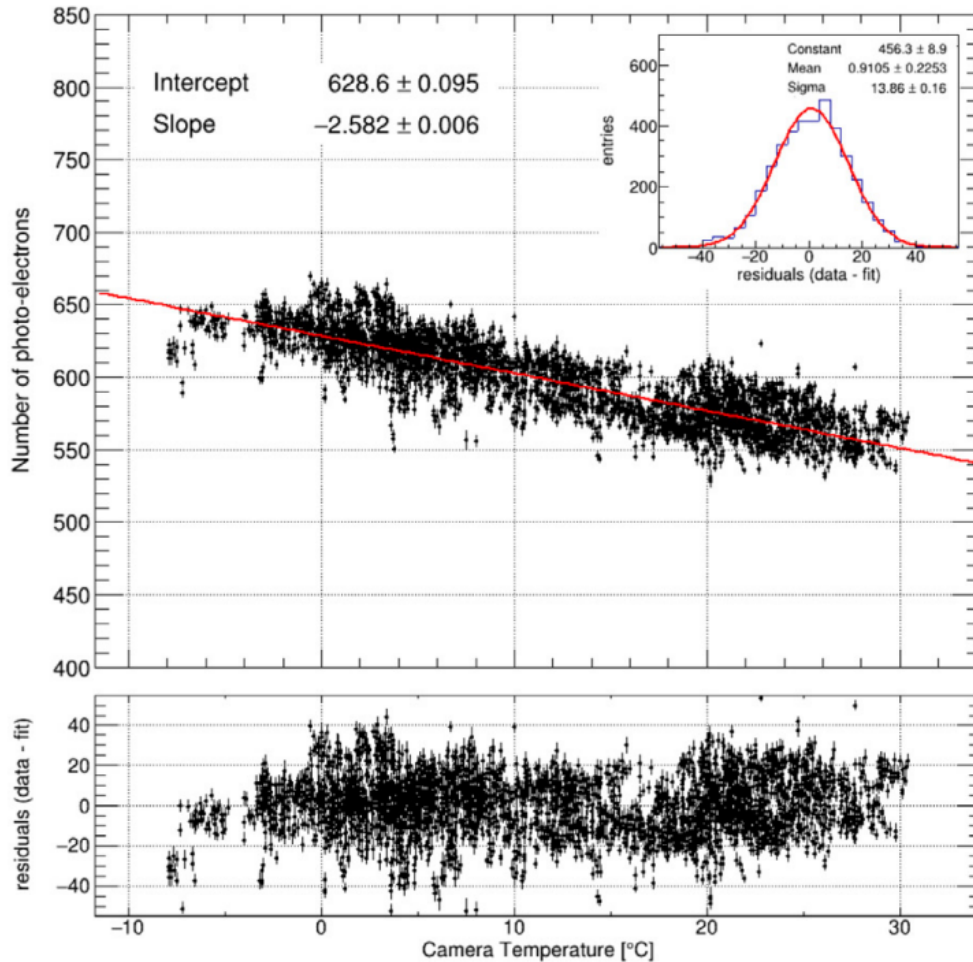 850
800
750
700
650
600
550
500
450
400
Number of photo-electrons
Intercept 628.6 ± 0.095
Slope −2.582 ± 0.006
Constant 456.3 ± 8.9
Mean 0.9105 ± 0.2253
Sigma 13.86 ± 0.16
600
400
200
0
entries
−40 −20 0 20 40
residuals (data - fit)
40
20
0
−20
−40
residuals (data - fit)
−10 0 10 20 30
Camera Temperature [°C]